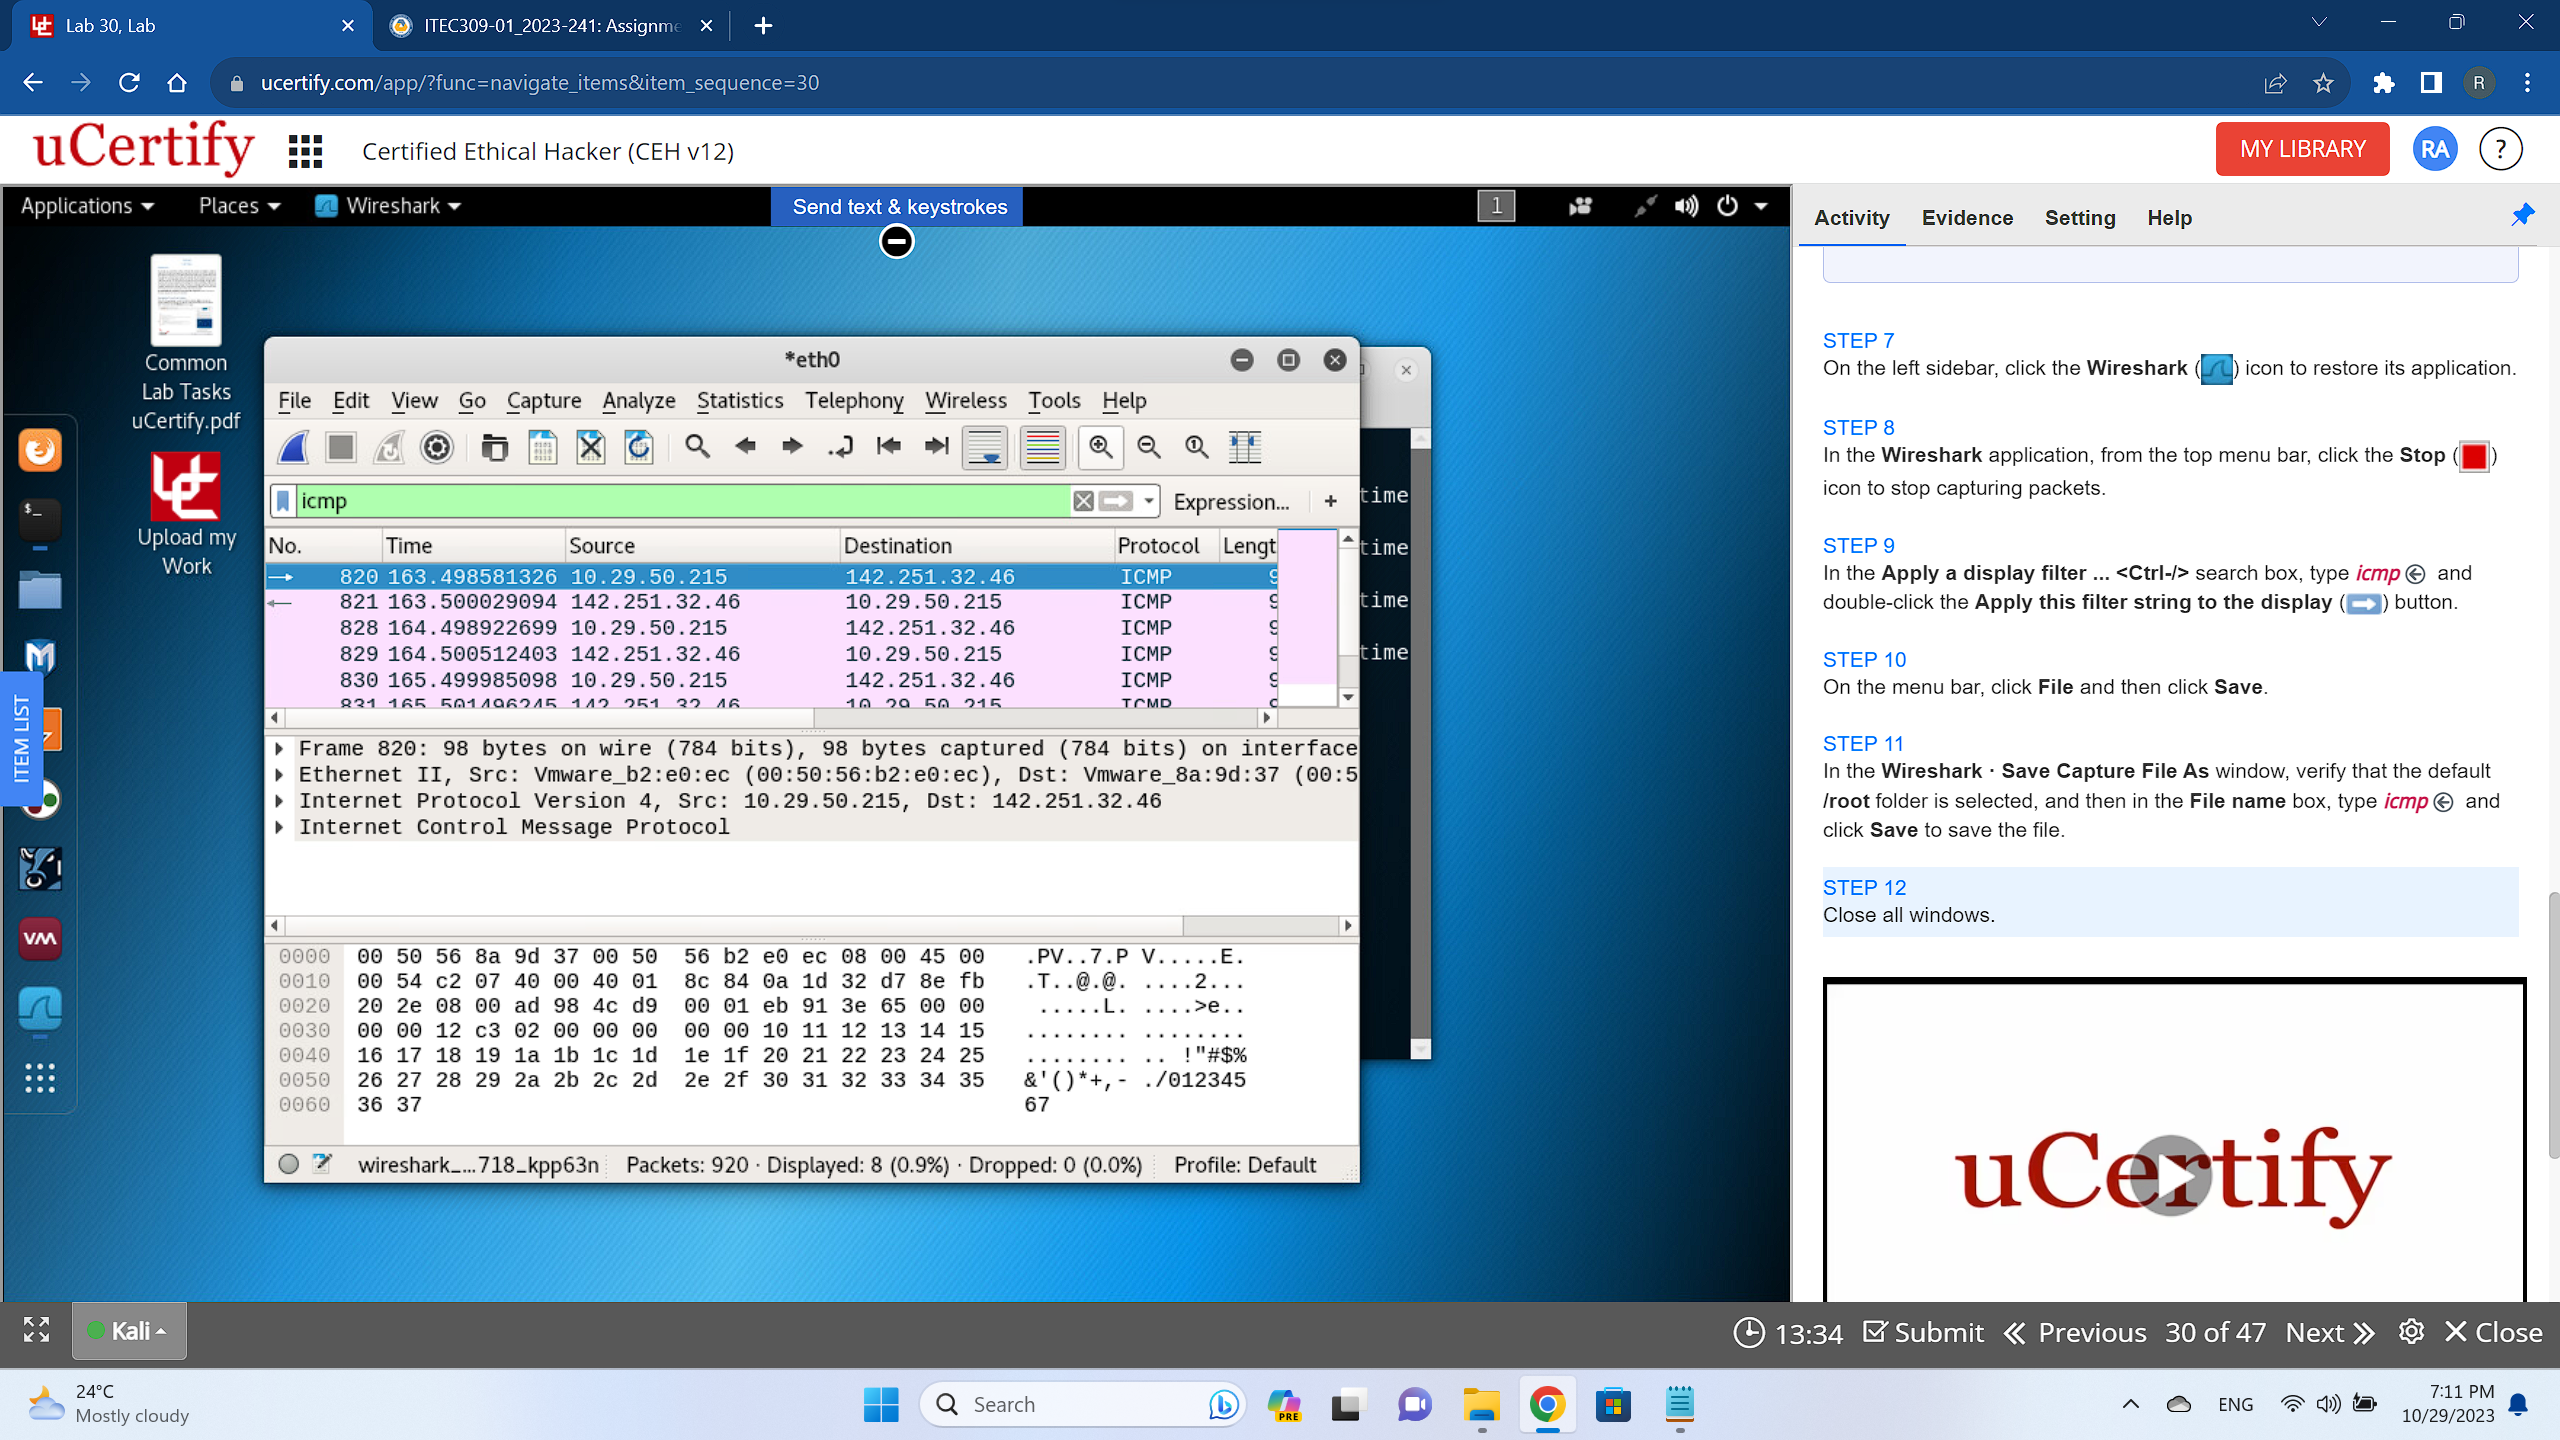 Lab 30, Lab
ITEC309-01_2023-241: Assignme
ucertify.com/app/?func=navigate_items&item_sequence=30
R
uCertify
Certified Ethical Hacker (CEH v12)
MY LIBRARY
RA
?
Applications
Places
Wireshark
Send text & keystrokes
1
Activity
Evidence
Setting
Help
Common
Lab Tasks
uCertify.pdf
Upload my
Work
ITEM LIST
*eth0
File Edit View Go Capture Analyze Statistics Telephony Wireless Tools Help
icmp
Expression...
+
No. Time Source Destination Protocol Lengt
820 163.498581326 10.29.50.215 142.251.32.46 ICMP 9
821 163.500029094 142.251.32.46 10.29.50.215 ICMP 9
828 164.498922699 10.29.50.215 142.251.32.46 ICMP 9
829 164.500512403 142.251.32.46 10.29.50.215 ICMP 9
830 165.499985098 10.29.50.215 142.251.32.46 ICMP 9
831 165.501496245 142.251.32.46 10.29.50.215 ICMP 9
time
time
time
time
Frame 820: 98 bytes on wire (784 bits), 98 bytes captured (784 bits) on interface
Ethernet II, Src: Vmware_b2:e0:ec (00:50:56:b2:e0:ec), Dst: Vmware_8a:9d:37 (00:5
Internet Protocol Version 4, Src: 10.29.50.215, Dst: 142.251.32.46
Internet Control Message Protocol
0000 00 50 56 8a 9d 37 00 50 56 b2 e0 ec 08 00 45 00 .PV..7.P V.....E.
0010 00 54 c2 07 40 00 40 01 8c 84 0a 1d 32 d7 8e fb .T..@.@. ....2...
0020 20 2e 08 00 ad 98 4c d9 00 01 eb 91 3e 65 00 00 .....L. ....>e..
0030 00 00 12 c3 02 00 00 00 00 00 10 11 12 13 14 15 ........ ........
0040 16 17 18 19 1a 1b 1c 1d 1e 1f 20 21 22 23 24 25 ........ .. !"#$%
0050 26 27 28 29 2a 2b 2c 2d 2e 2f 30 31 32 33 34 35 &'()*+,- ./012345
0060 36 37 67
wireshark_...718_kpp63n Packets: 920 · Displayed: 8 (0.9%) · Dropped: 0 (0.0%) Profile: Default
STEP 7
On the left sidebar, click the Wireshark ( ) icon to restore its application.
STEP 8
In the Wireshark application, from the top menu bar, click the Stop ( )
icon to stop capturing packets.
STEP 9
In the Apply a display filter ... <Ctrl-/> search box, type icmp and
double-click the Apply this filter string to the display ( ) button.
STEP 10
On the menu bar, click File and then click Save.
STEP 11
In the Wireshark · Save Capture File As window, verify that the default
/root folder is selected, and then in the File name box, type icmp and
click Save to save the file.
STEP 12
Close all windows.
uCertify
Kali
13:34
Submit
Previous
30 of 47
Next
Close
24°C
Mostly cloudy
Search
PRE
ENG
7:11 PM
10/29/2023